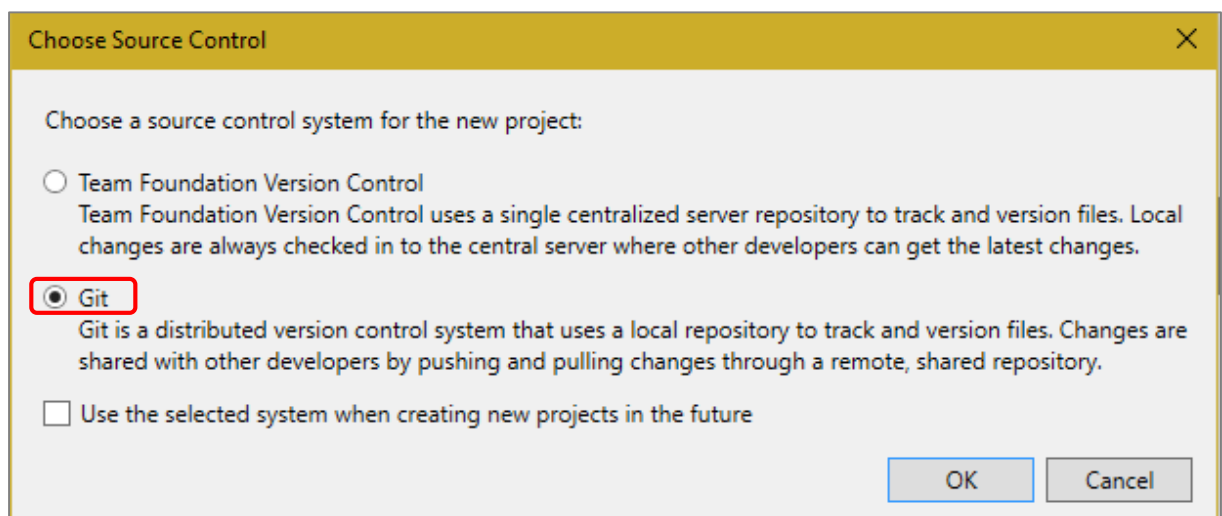 Choose Source Control
Choose a source control system for the new project:
Team Foundation Version Control
Team Foundation Version Control uses a single centralized server repository to track and version files. Local
changes are always checked in to the central server where other developers can get the latest changes.
Git
Git is a distributed version control system that uses a local repository to track and version files. Changes are
shared with other developers by pushing and pulling changes through a remote, shared repository.
Use the selected system when creating new projects in the future
OK Cancel